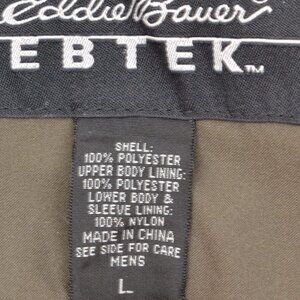 Eddie Bauer
EBTEK™
SHELL:
100% POLYESTER
UPPER BODY LINING:
100% POLYESTER
LOWER BODY &
SLEEVE LINING:
100% NYLON
MADE IN CHINA
SEE SIDE FOR CARE
MENS
L